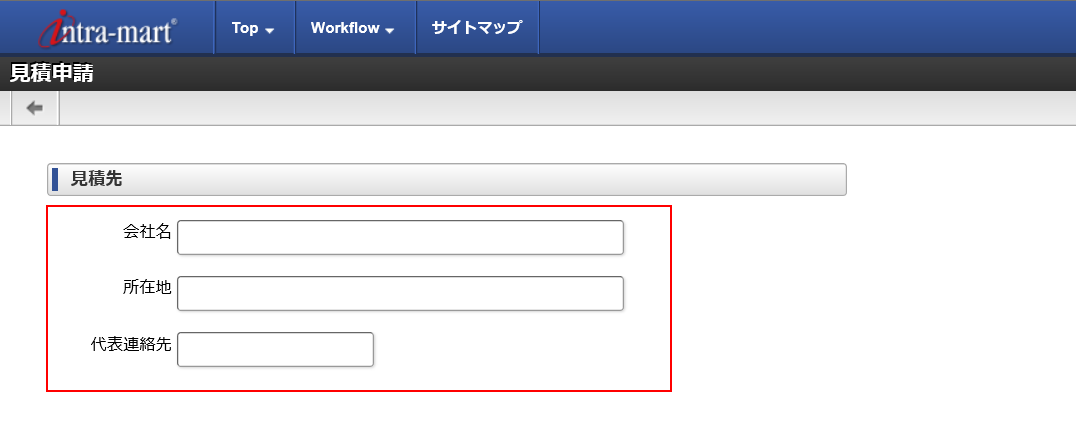 intra-mart® Top Workflow サイトマップ
見積申請
見積先
会社名
所在地
代表連絡先